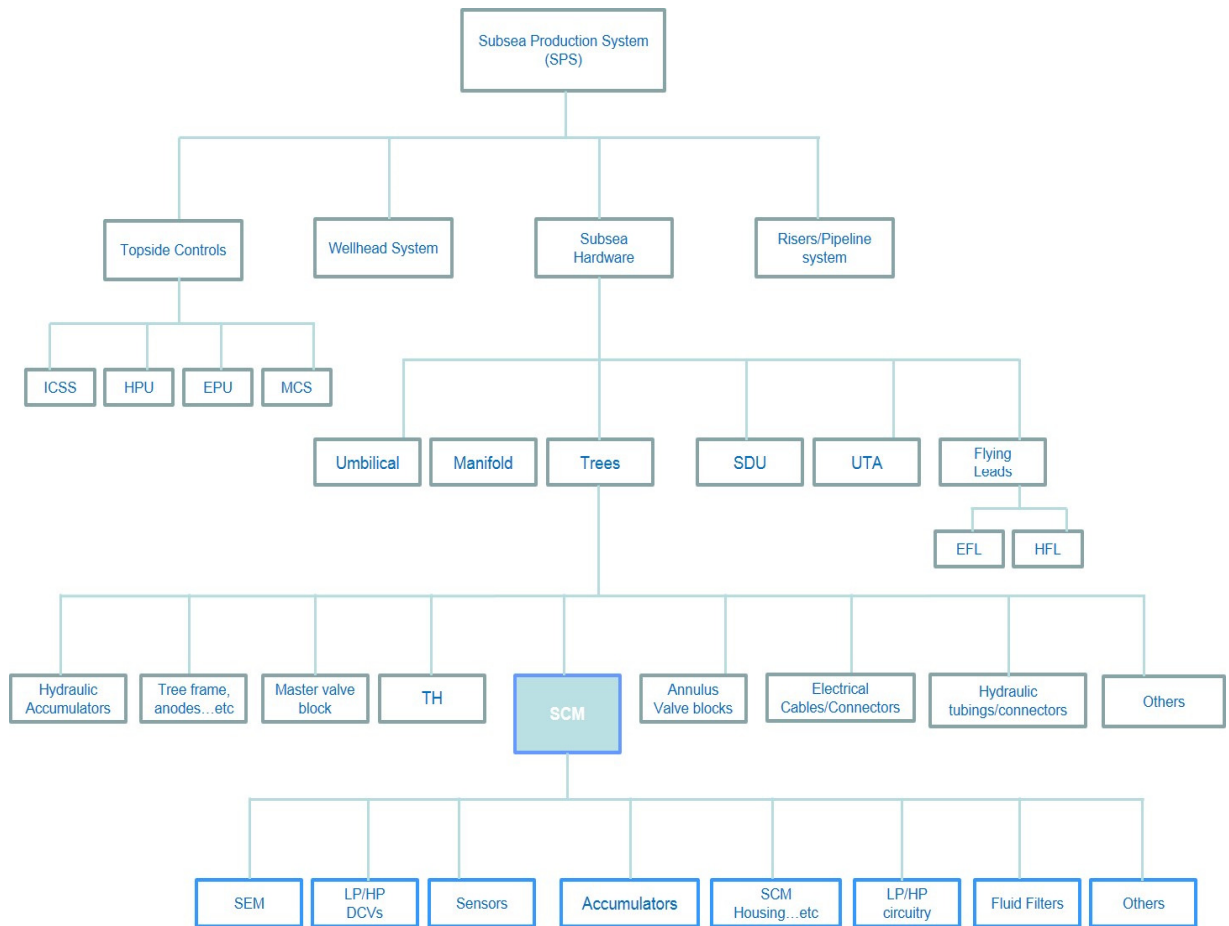 Subsea Production System
(SPS)
Topside Controls
Wellhead System
Subsea
Hardware
Risers/Pipeline
system
ICSS
HPU
EPU
MCS
Umbilical
Manifold
Trees
SDU
UTA
Flying
Leads
EFL
HFL
Hydraulic
Accumulators
Tree frame,
anodes...etc
Master valve
block
TH
SCM
Annulus
Valve blocks
Electrical
Cables/Connectors
Hydraulic
tubings/connectors
Others
SEM
LP/HP
DCVs
Sensors
Accumulators
SCM
Housing...etc
LP/HP
circuitry
Fluid Filters
Others